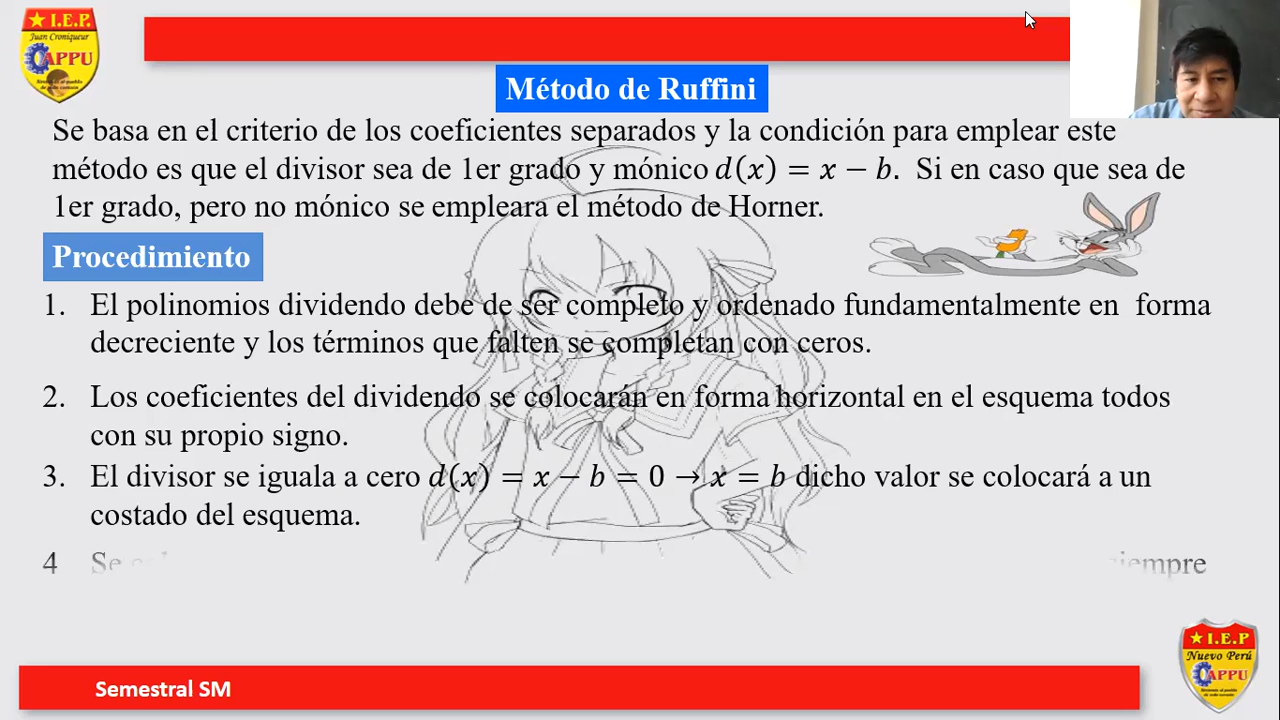 ★ I.E.P.
Juan Croniqueur
APPU
Método de Ruffini
Se basa en el criterio de los coeficientes separados y la condición para emplear este
método es que el divisor sea de 1er grado y mónico d(x) = x − b. Si en caso que sea de
1er grado, pero no mónico se empleara el método de Horner.
Procedimiento
1. El polinomios dividendo debe de ser completo y ordenado fundamentalmente en forma
decreciente y los términos que falten se completan con ceros.
2. Los coeficientes del dividendo se colocarán en forma horizontal en el esquema todos
con su propio signo.
3. El divisor se iguala a cero d(x) = x − b = 0 → x = b dicho valor se colocará a un
costado del esquema.
4 Se siempre
Semestral SM
★ I.E.P
Nuevo Perú
APPU